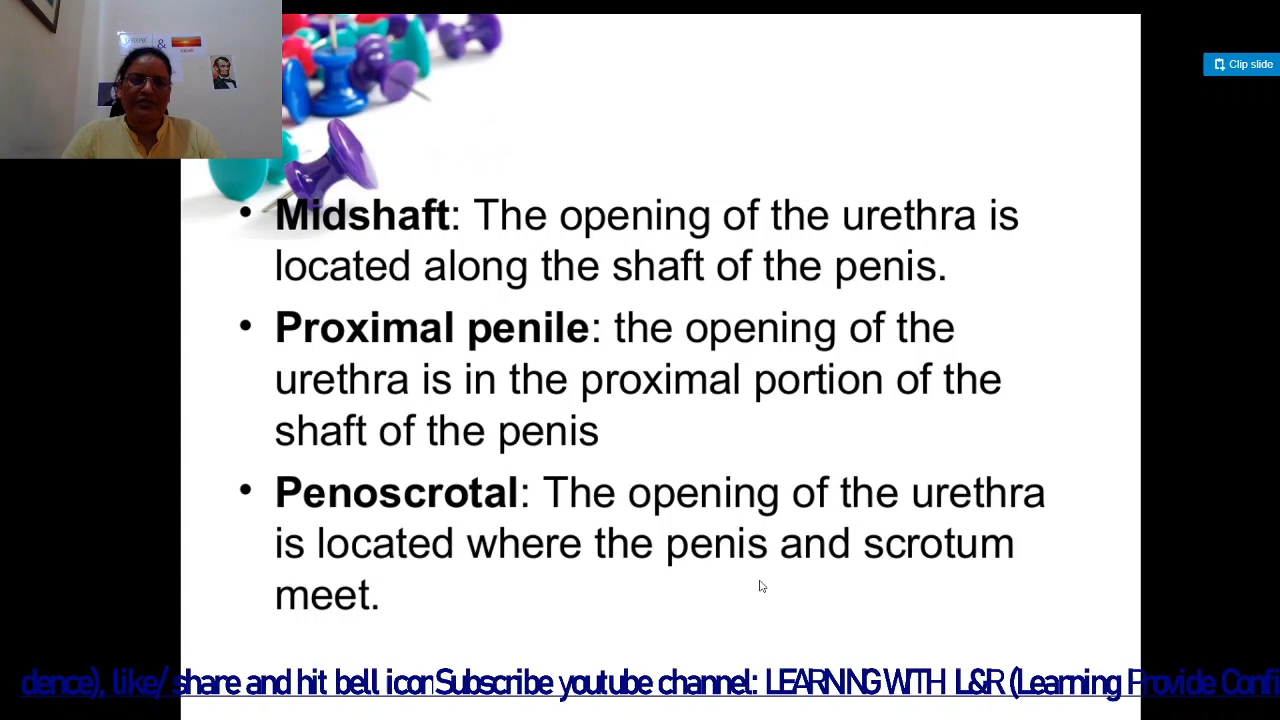 &
Clip slide
• Midshaft: The opening of the urethra is
located along the shaft of the penis.
• Proximal penile: the opening of the
urethra is in the proximal portion of the
shaft of the penis
• Penoscrotal: The opening of the urethra
is located where the penis and scrotum
meet.
dence), like/ share and hit bell icon Subscribe youtube channel: LEARNING WITH L&R (Learning Provide Confi